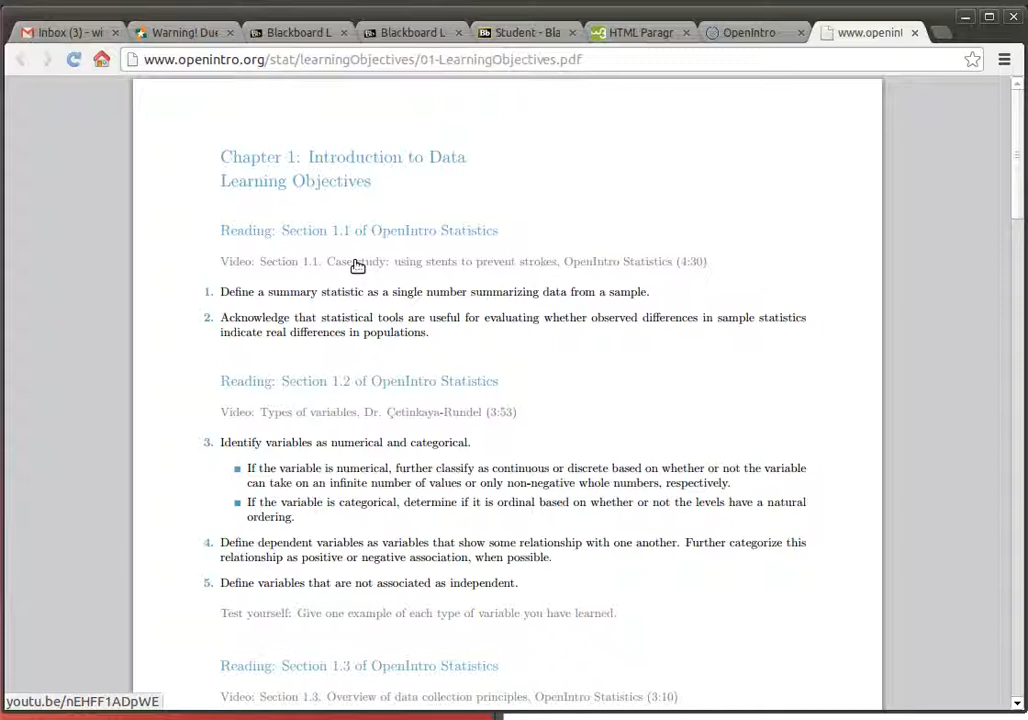 Inbox (3) - wi
Warning! Due
Blackboard L
Blackboard L
Student - Bla
HTML Paragr
OpenIntro
www.openin
www.openintro.org/stat/learningObjectives/01-LearningObjectives.pdf
Chapter 1: Introduction to Data
Learning Objectives
Reading: Section 1.1 of OpenIntro Statistics
Video: Section 1.1. Case study: using stents to prevent strokes, OpenIntro Statistics (4:30)
1. Define a summary statistic as a single number summarizing data from a sample.
2. Acknowledge that statistical tools are useful for evaluating whether observed differences in sample statistics
indicate real differences in populations.
Reading: Section 1.2 of OpenIntro Statistics
Video: Types of variables, Dr. Çetinkaya-Rundel (3:53)
3. Identify variables as numerical and categorical.
■ If the variable is numerical, further classify as continuous or discrete based on whether or not the variable
can take on an infinite number of values or only non-negative whole numbers, respectively.
■ If the variable is categorical, determine if it is ordinal based on whether or not the levels have a natural
ordering.
4. Define dependent variables as variables that show some relationship with one another. Further categorize this
relationship as positive or negative association, when possible.
5. Define variables that are not associated as independent.
Test yourself: Give one example of each type of variable you have learned.
Reading: Section 1.3 of OpenIntro Statistics
Video: Section 1.3. Overview of data collection principles, OpenIntro Statistics (3:10)
youtu.be/nEHFF1ADpWE